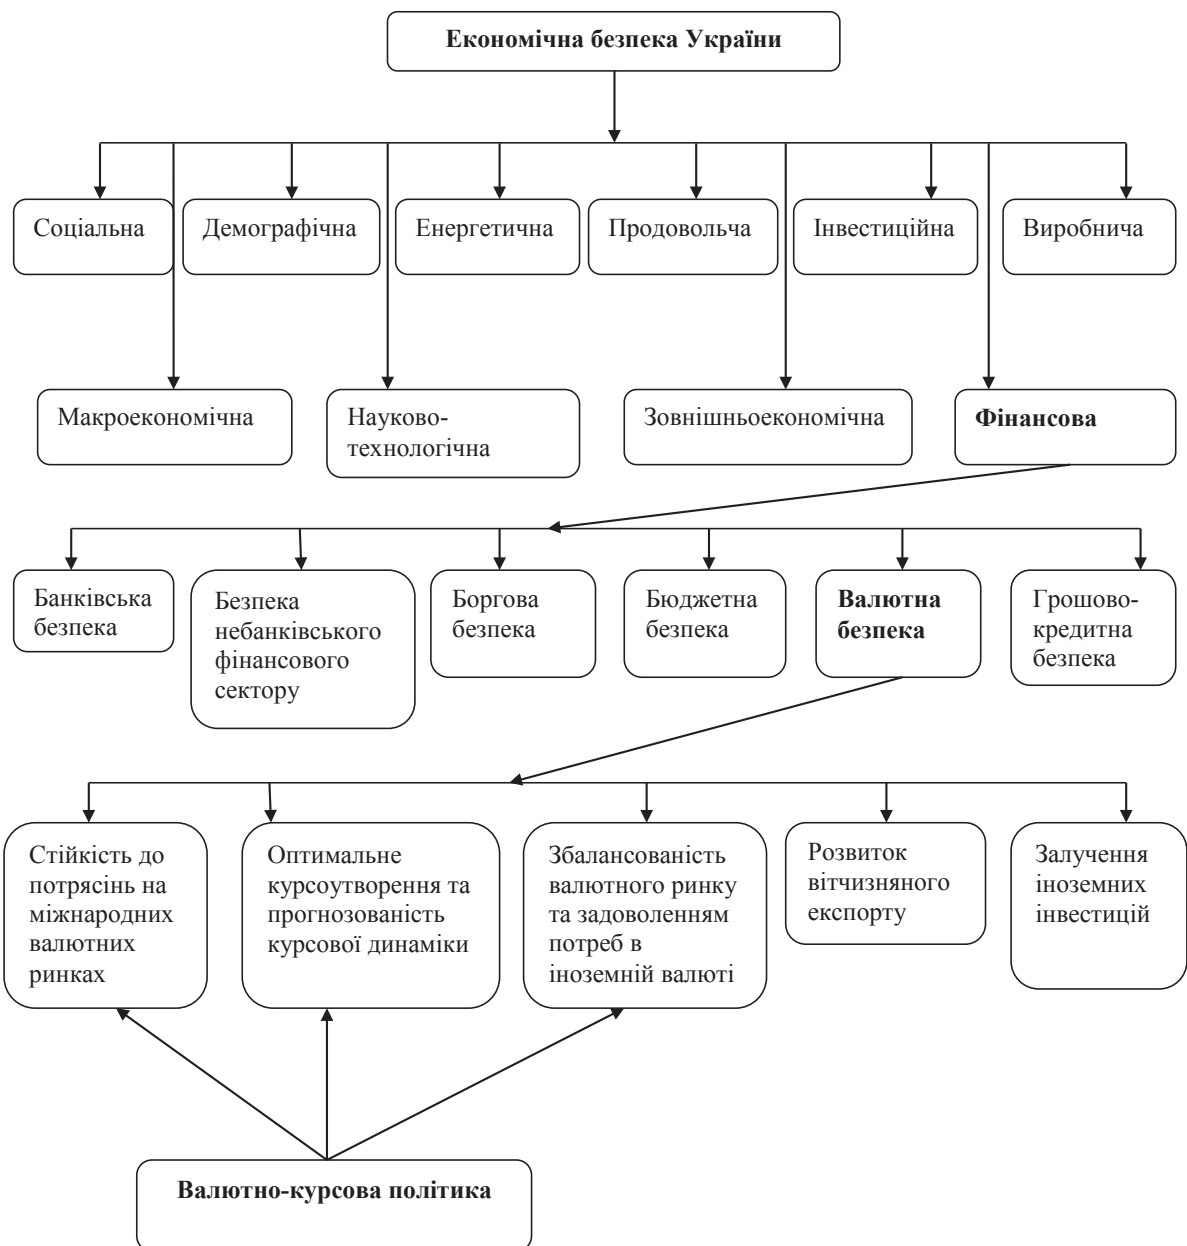 Економічна безпека України
Соціальна
Демографічна
Енергетична
Продовольча
Інвестиційна
Виробнича
Макроекономічна
Науково-
технологічна
Зовнішньоекономічна
Фінансова
Банківська
безпека
Безпека
небанківського
фінансового
сектору
Боргова
безпека
Бюджетна
безпека
Валютна
безпека
Грошово-
кредитна
безпека
Стійкість до
потрясінь на
міжнародних
валютних
ринках
Оптимальне
курсоутворення та
прогнозованість
курсової динаміки
Збалансованість
валютного ринку
та задоволенням
потреб в
іноземній валюті
Розвиток
вітчизняного
експорту
Залучення
іноземних
інвестицій
Валютно-курсова політика